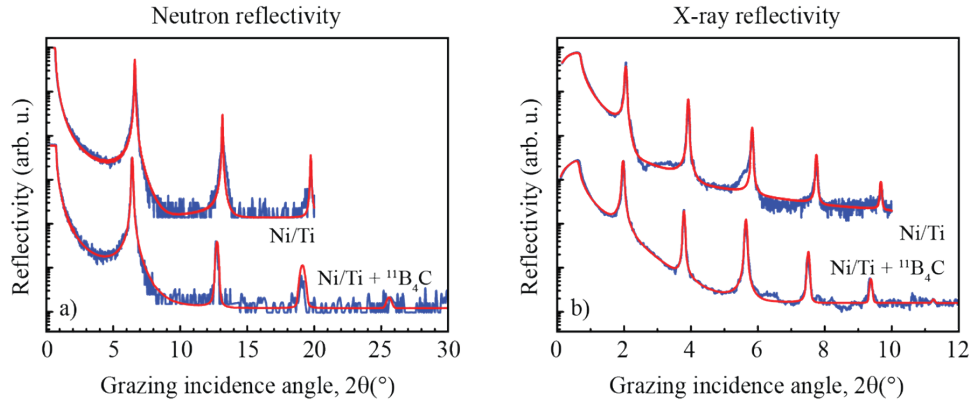 Neutron reflectivity
Reflectivity (arb. u.)
Ni/Ti
Ni/Ti + ¹¹B₄C
a)
0 5 10 15 20 25 30
Grazing incidence angle, 2θ(°)
X-ray reflectivity
Reflectivity (arb. u.)
Ni/Ti
Ni/Ti + ¹¹B₄C
b)
0 2 4 6 8 10 12
Grazing incidence angle, 2θ(°)